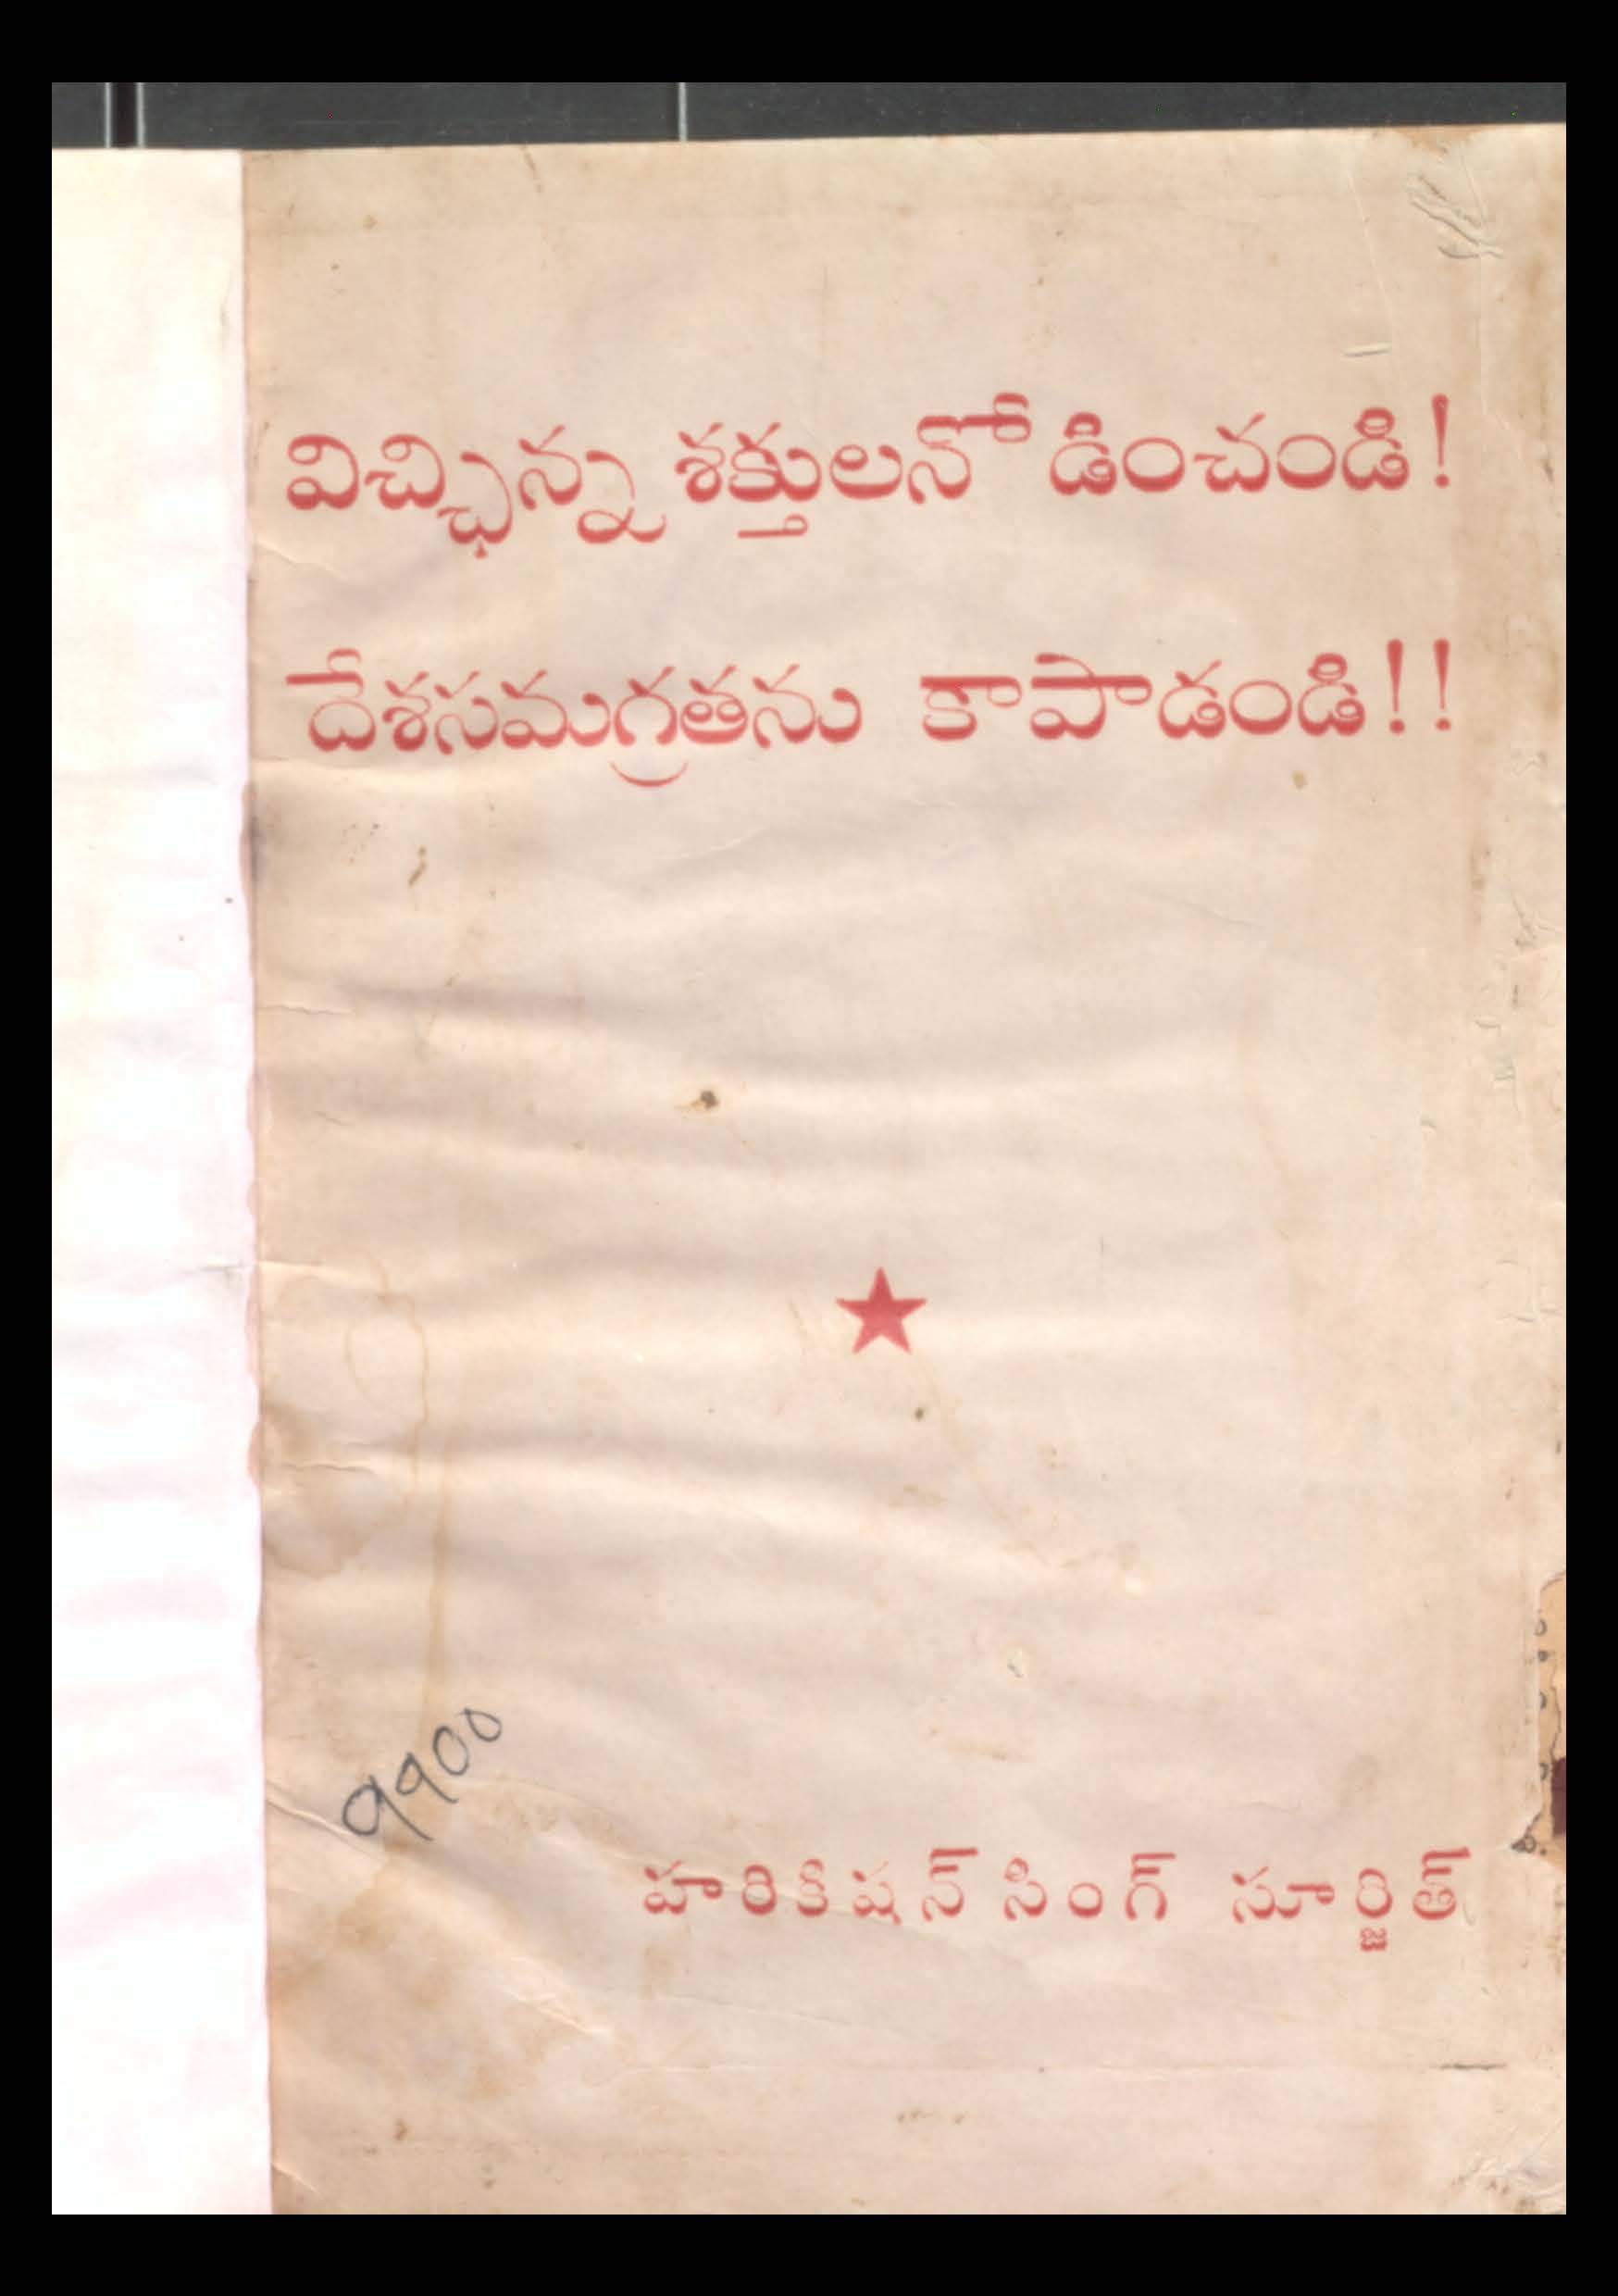 విచ్ఛిన్న శక్తులనోడించండి!
దేశసమగ్రతను కాపాడండి!!
9900
హరికిషన్ సింగ్ సూర్జిత్